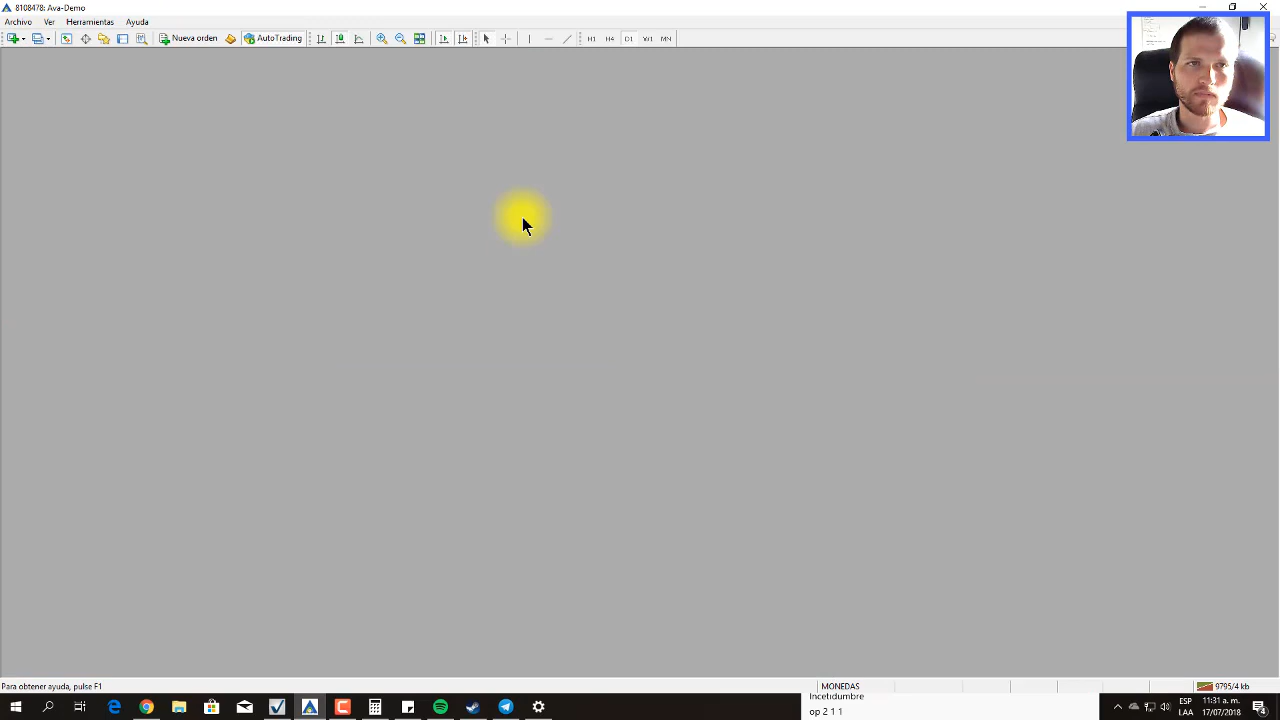 8108478: Ava-Demo
Archivo Ver Herramientas Ayuda
Nueva orden AutoTrading H1 H4 D1 W1 MN
Para obtener ayuda, pulse F1
MONEDAS
9795/4 kb
Incetidumbre
op 2 1 1
ESP
LAA
11:31 a. m.
17/07/2018
4